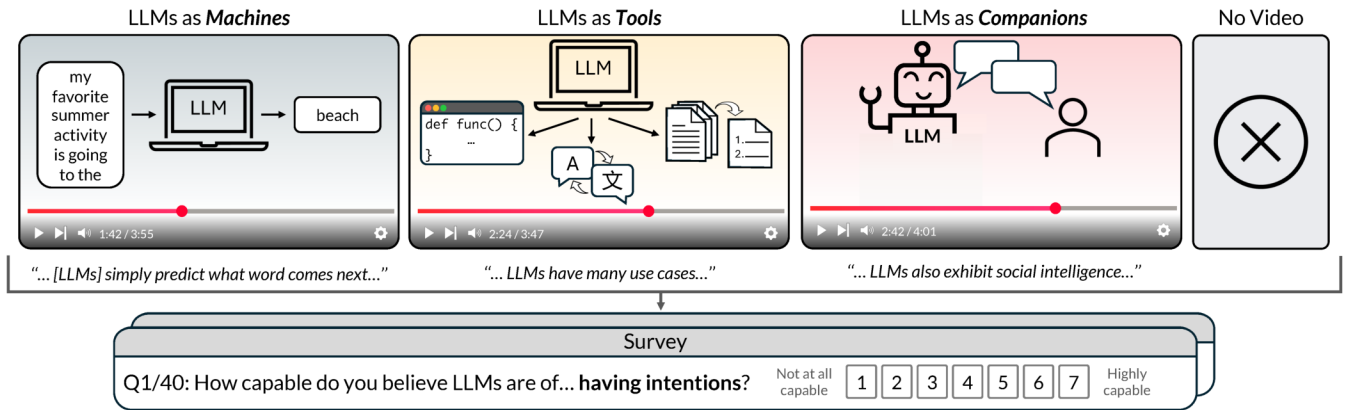 LLMs as Machines
LLMs as Tools
LLMs as Companions
No Video
my
favorite
summer
activity
is going
to the
LLM
beach
1:42 / 3:55
LLM
def func() {
…
}
A
文
1.
2.
2:24 / 3:47
LLM
2:42 / 4:01
“… [LLMs] simply predict what word comes next…”
“… LLMs have many use cases…”
“… LLMs also exhibit social intelligence…”
Survey
Q1/40: How capable do you believe LLMs are of… having intentions?
Not at all
capable
1 2 3 4 5 6 7
Highly
capable